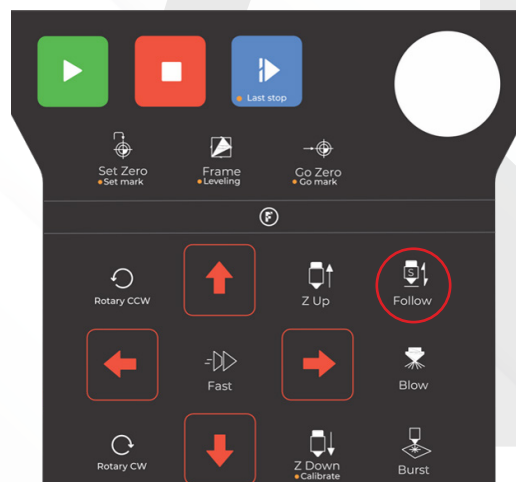 Last stop
Set Zero Frame Go Zero
Set mark Leveling Go mark
F
Rotary CCW Z Up S Follow
Fast Blow
Rotary CW Z Down Burst
Calibrate